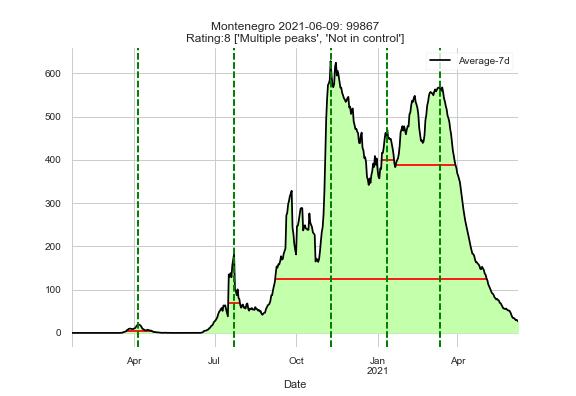 Montenegro 2021-06-09: 99867
Rating:8 ['Multiple peaks', 'Not in control']
Average-7d
600
500
400
300
200
100
0
Apr
Jul
Oct
Jan
2021
Apr
Date